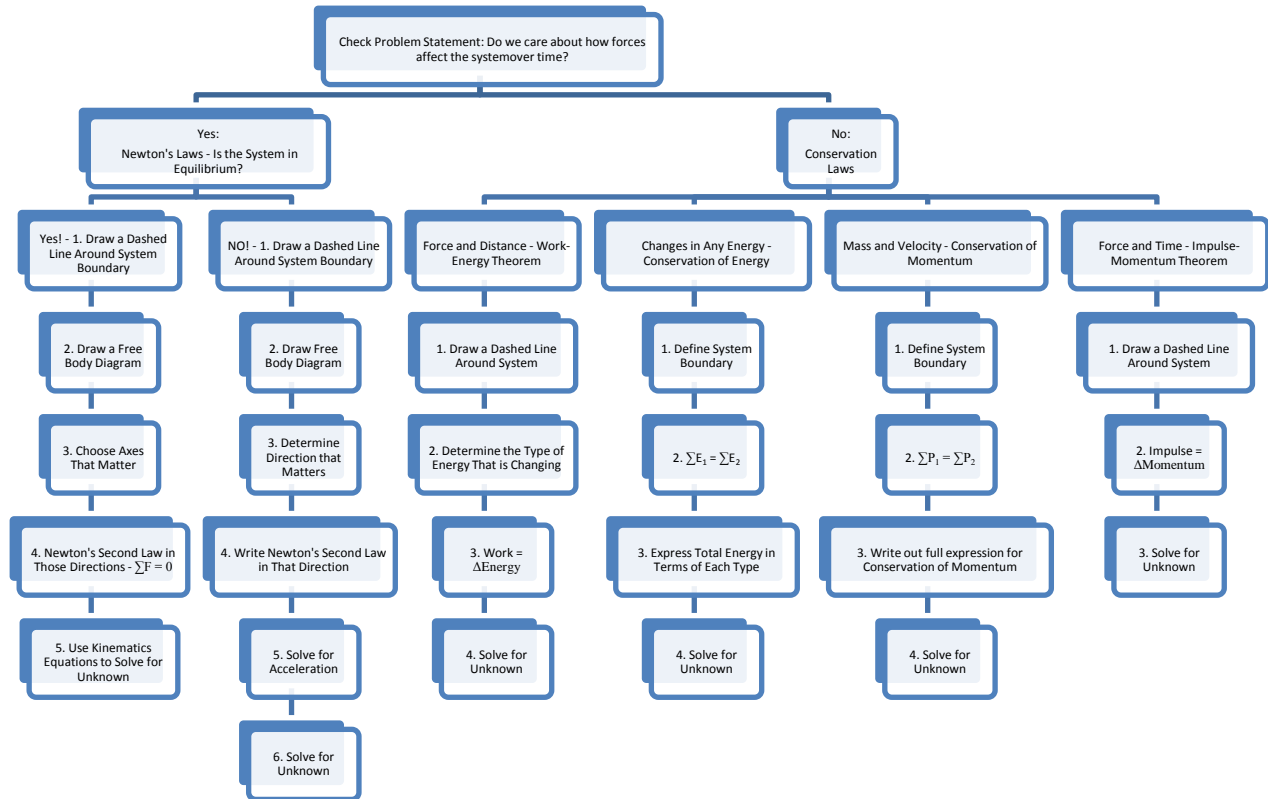 Check Problem Statement: Do we care about how forces
affect the systemover time?
Yes:
Newton's Laws - Is the System in
Equilibrium?
No:
Conservation
Laws
Yes! - 1. Draw a Dashed
Line Around System
Boundary
NO! - 1. Draw a Dashed Line
Around System Boundary
Force and Distance - Work-
Energy Theorem
Changes in Any Energy -
Conservation of Energy
Mass and Velocity - Conservation of
Momentum
Force and Time - Impulse-
Momentum Theorem
2. Draw a Free
Body Diagram
2. Draw Free
Body Diagram
1. Draw a Dashed Line
Around System
1. Define System
Boundary
1. Define System
Boundary
1. Draw a Dashed Line
Around System
3. Choose Axes
That Matter
3. Determine
Direction that
Matters
2. Determine the Type of
Energy That is Changing
2. ∑E₁ = ∑E₂
2. ∑P₁ = ∑P₂
2. Impulse =
ΔMomentum
4. Newton's Second Law in
Those Directions - ∑F = 0
4. Write Newton's Second Law
in That Direction
3. Work =
ΔEnergy
3. Express Total Energy in
Terms of Each Type
3. Write out full expression for
Conservation of Momentum
3. Solve for
Unknown
5. Use Kinematics
Equations to Solve for
Unknown
5. Solve for
Acceleration
4. Solve for
Unknown
4. Solve for
Unknown
4. Solve for
Unknown
6. Solve for
Unknown